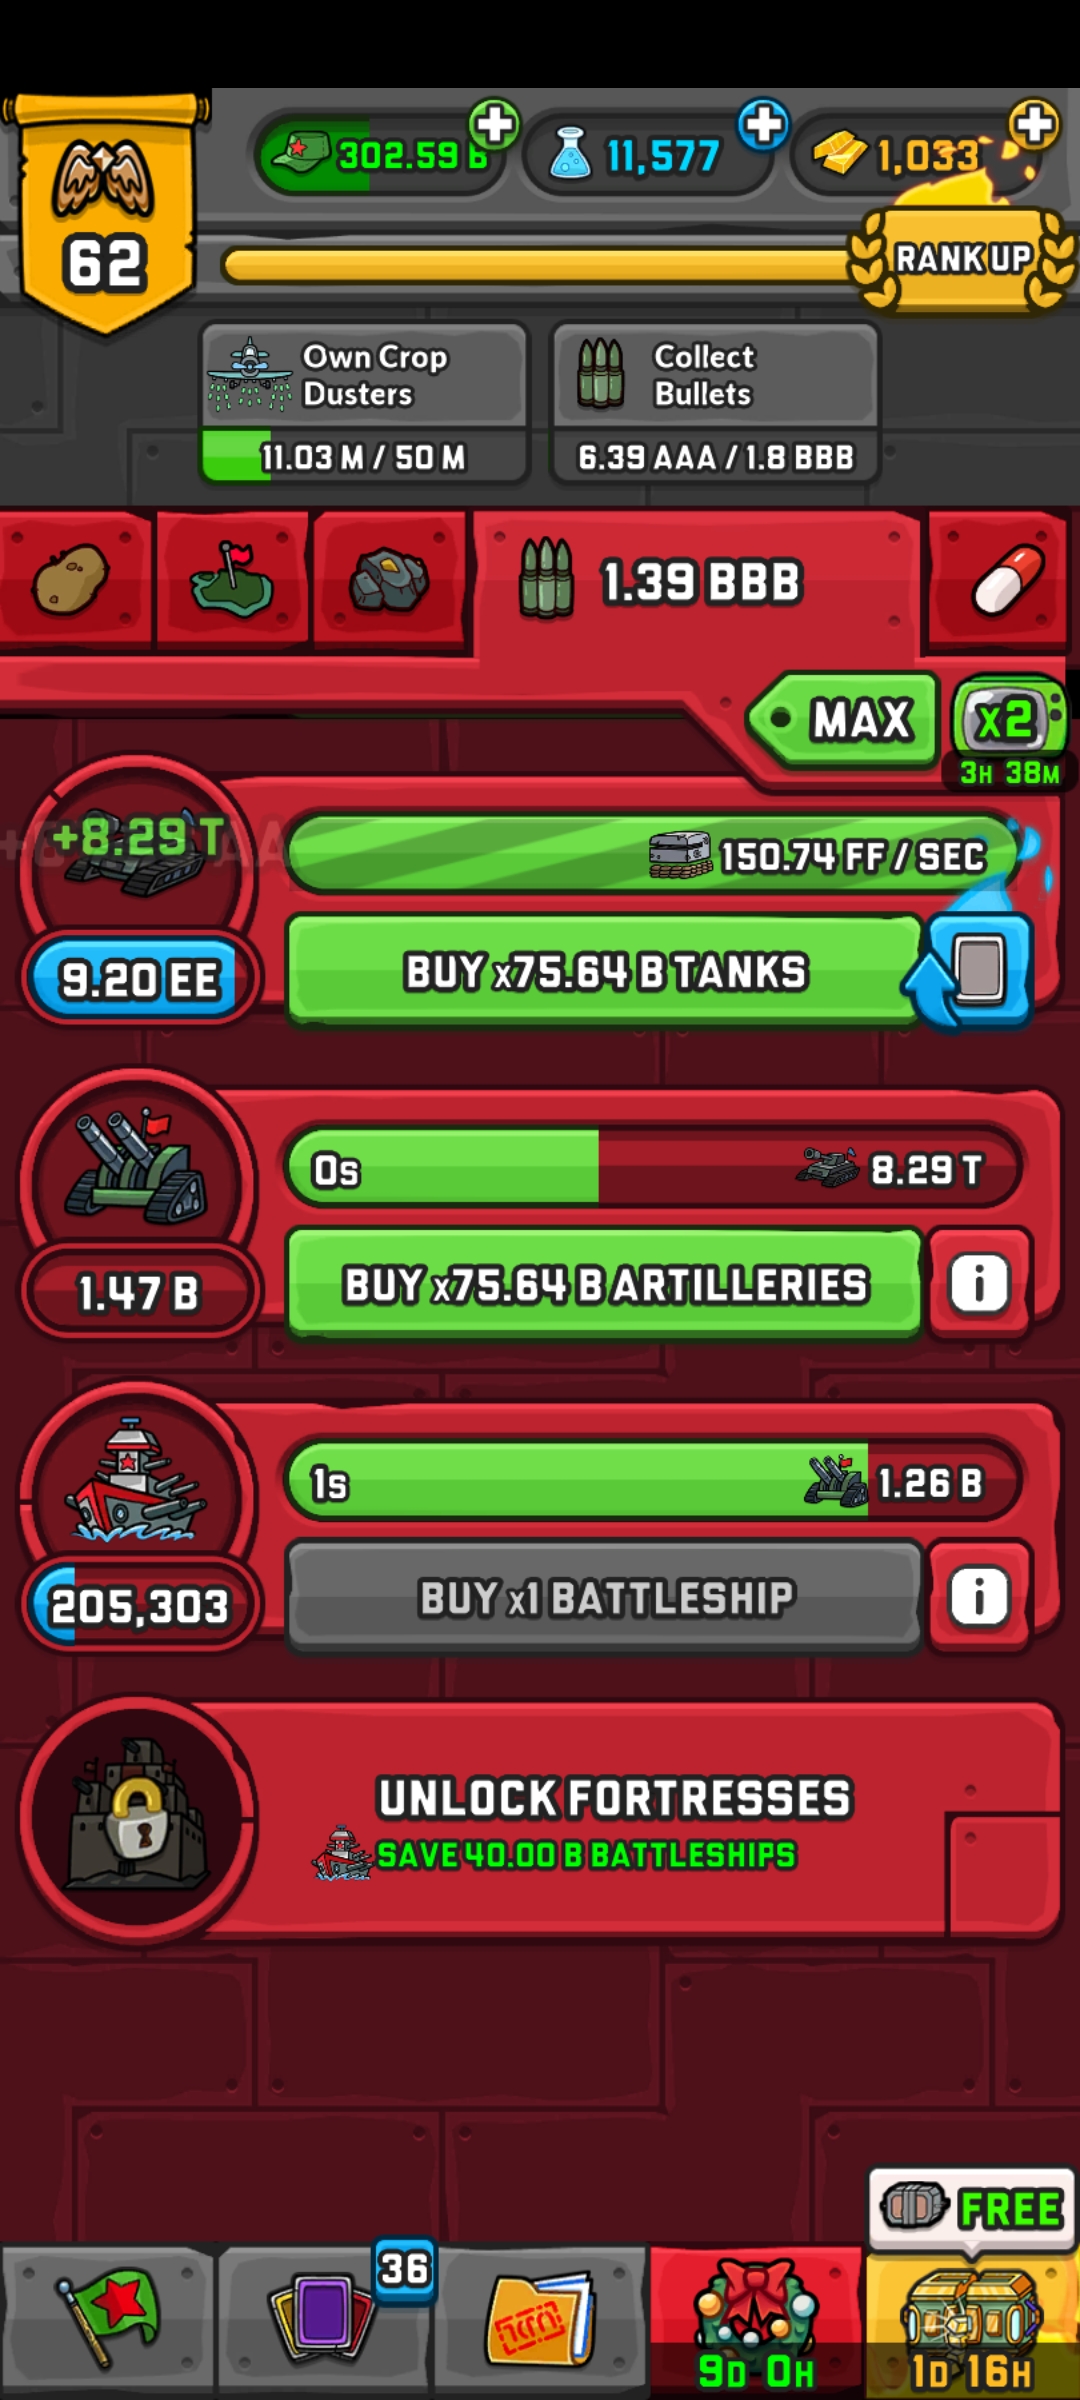 302.59 B
11,577
1,033
62
RANK UP
Own Crop
Dusters
Collect
Bullets
11.03 M / 50 M
6.39 AAA / 1.8 BBB
1.39 BBB
MAX
x2
3H 38M
+8.29 T
150.74 FF / SEC
9.20 EE
BUY x75.64 B TANKS
0s
8.29 T
1.47 B
BUY x75.64 B ARTILLERIES
i
1s
1.26 B
205,303
BUY x1 BATTLESHIP
i
UNLOCK FORTRESSES
SAVE 40.00 B BATTLESHIPS
FREE
36
9D 0H
1D 16H